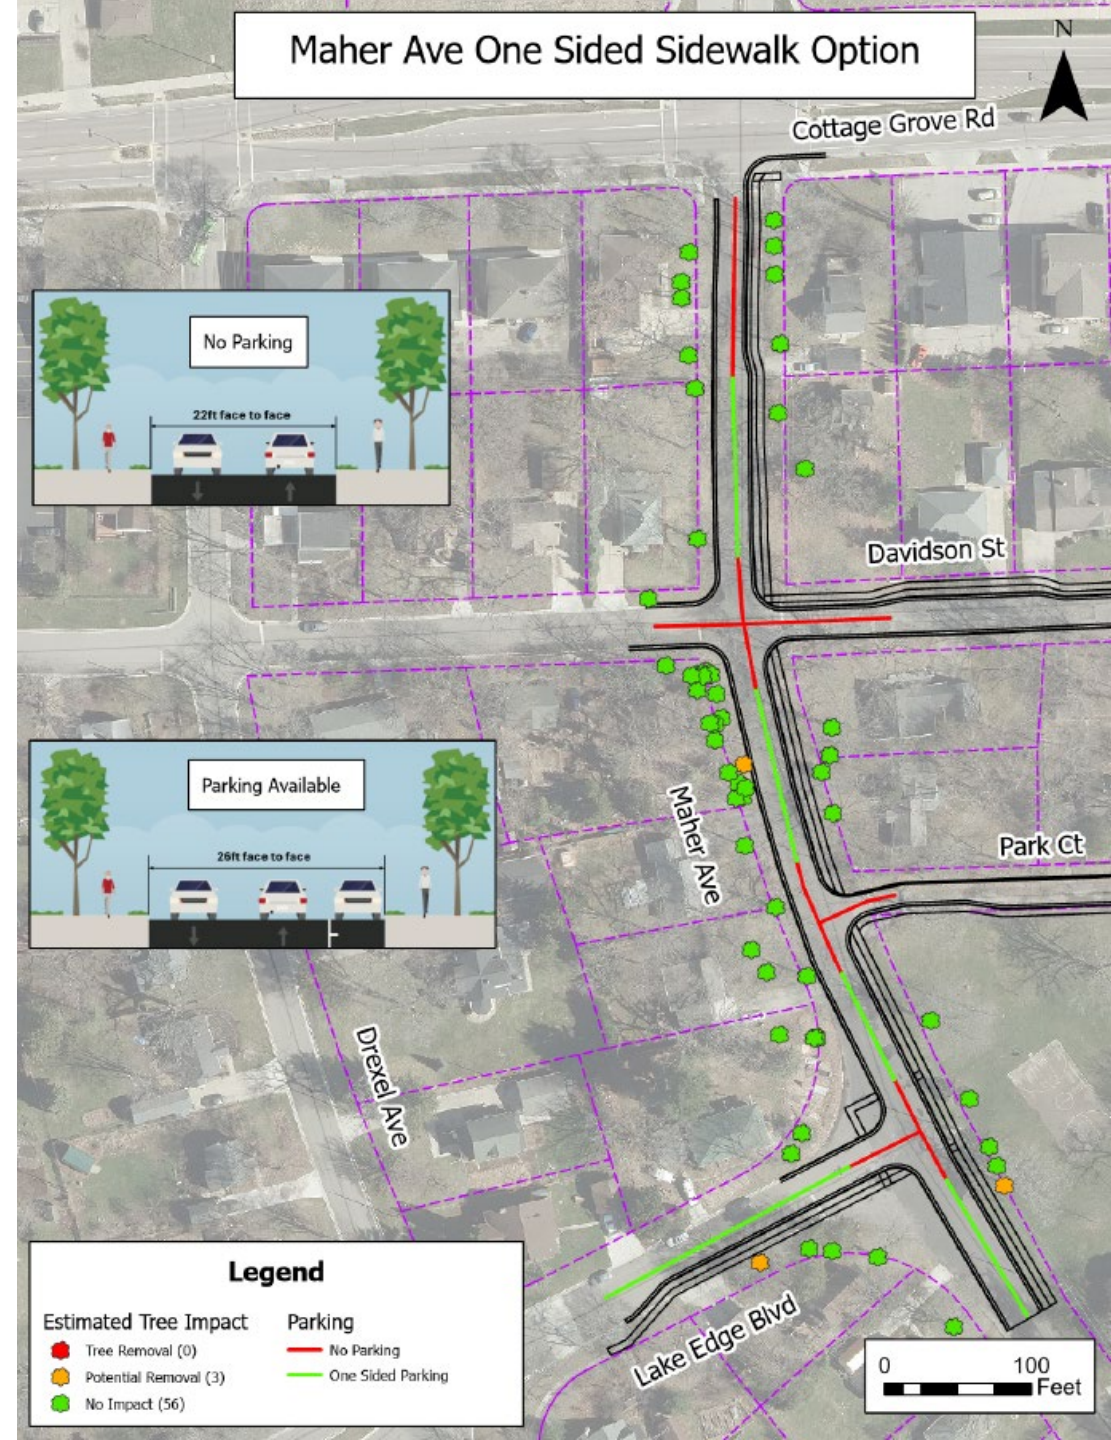 Maher Ave One Sided Sidewalk Option
N
Cottage Grove Rd
No Parking
22ft face to face
Davidson St
Parking Available
26ft face to face
Maher Ave
Park Ct
Drexel Ave
Lake Edge Blvd
Legend
Estimated Tree Impact
Tree Removal (0)
Potential Removal (3)
No Impact (56)
Parking
No Parking
One Sided Parking
0 100
Feet